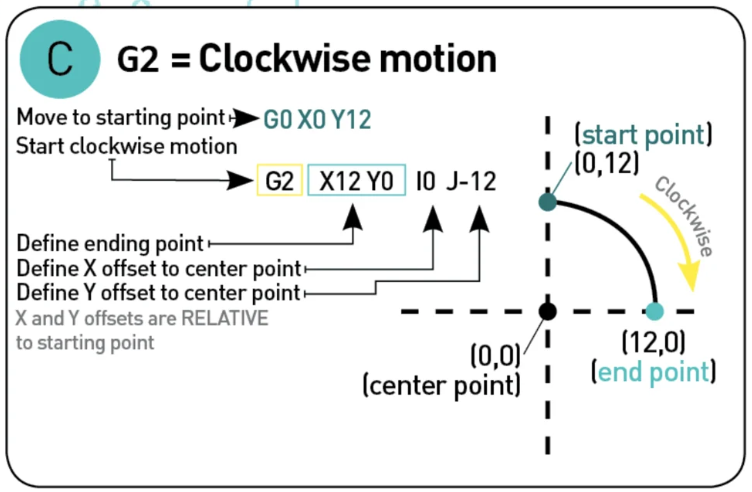 C
G2 = Clockwise motion
Move to starting point
G0 X0 Y12
Start clockwise motion
G2 X12 Y0 I0 J-12
Define ending point
Define X offset to center point
Define Y offset to center point
X and Y offsets are RELATIVE
to starting point
(start point)
(0,12)
Clockwise
(0,0)
(center point)
(12,0)
(end point)